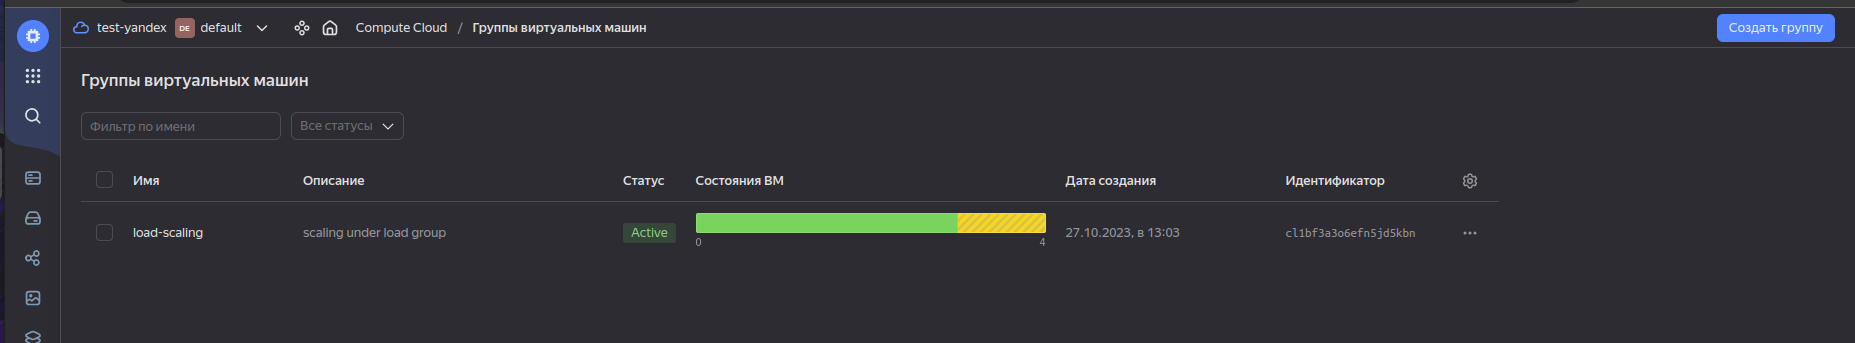 test-yandex DE default Compute Cloud / Группы виртуальных машин Создать группу
Группы виртуальных машин
Фильтр по имени Все статусы
Имя Описание Статус Состояния ВМ Дата создания Идентификатор
load-scaling scaling under load group Active 27.10.2023, в 13:03 cl1bf3a3o6efn5jd5kbn
0 4